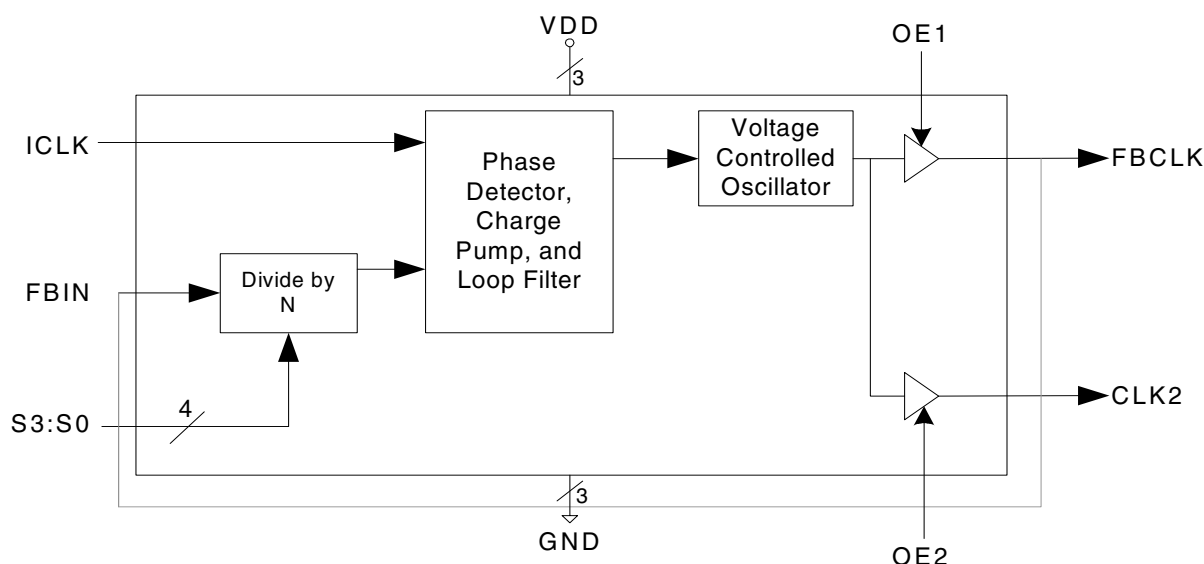 VDD
3
OE1
ICLK
Phase
Detector,
Charge
Pump, and
Loop Filter
Voltage
Controlled
Oscillator
FBCLK
FBIN
Divide by
N
S3:S0
4
CLK2
3
GND
OE2